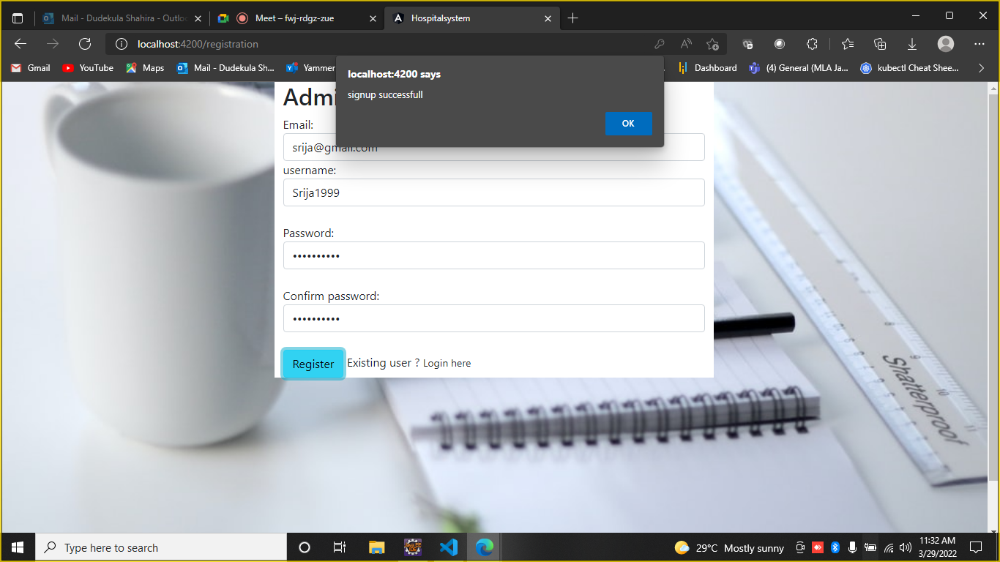 Mail - Dudekula Shahira - Outlo
Meet – fwj-rdgz-zue
Hospitalsystem
localhost:4200/registration
Gmail
YouTube
Maps
Mail - Dudekula Sh...
Yammer
Dashboard
(4) General (MLA Ja...
kubectl Cheat Shee...
localhost:4200 says
signup successfull
OK
Admi
Email:
srija@gmail.com
username:
Srija1999
Password:
••••••••••
Confirm password:
••••••••••
Register
Existing user ? Login here
Shatterproof
9
10
11
Type here to search
29°C Mostly sunny
11:32 AM
3/29/2022